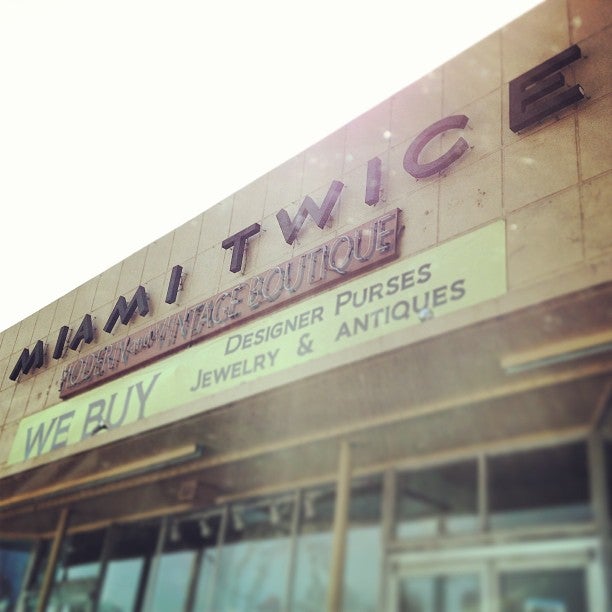 MIAMI TWICE
MODERN AND VINTAGE BOUTIQUE
WE BUY
DESIGNER PURSES
JEWELRY & ANTIQUES